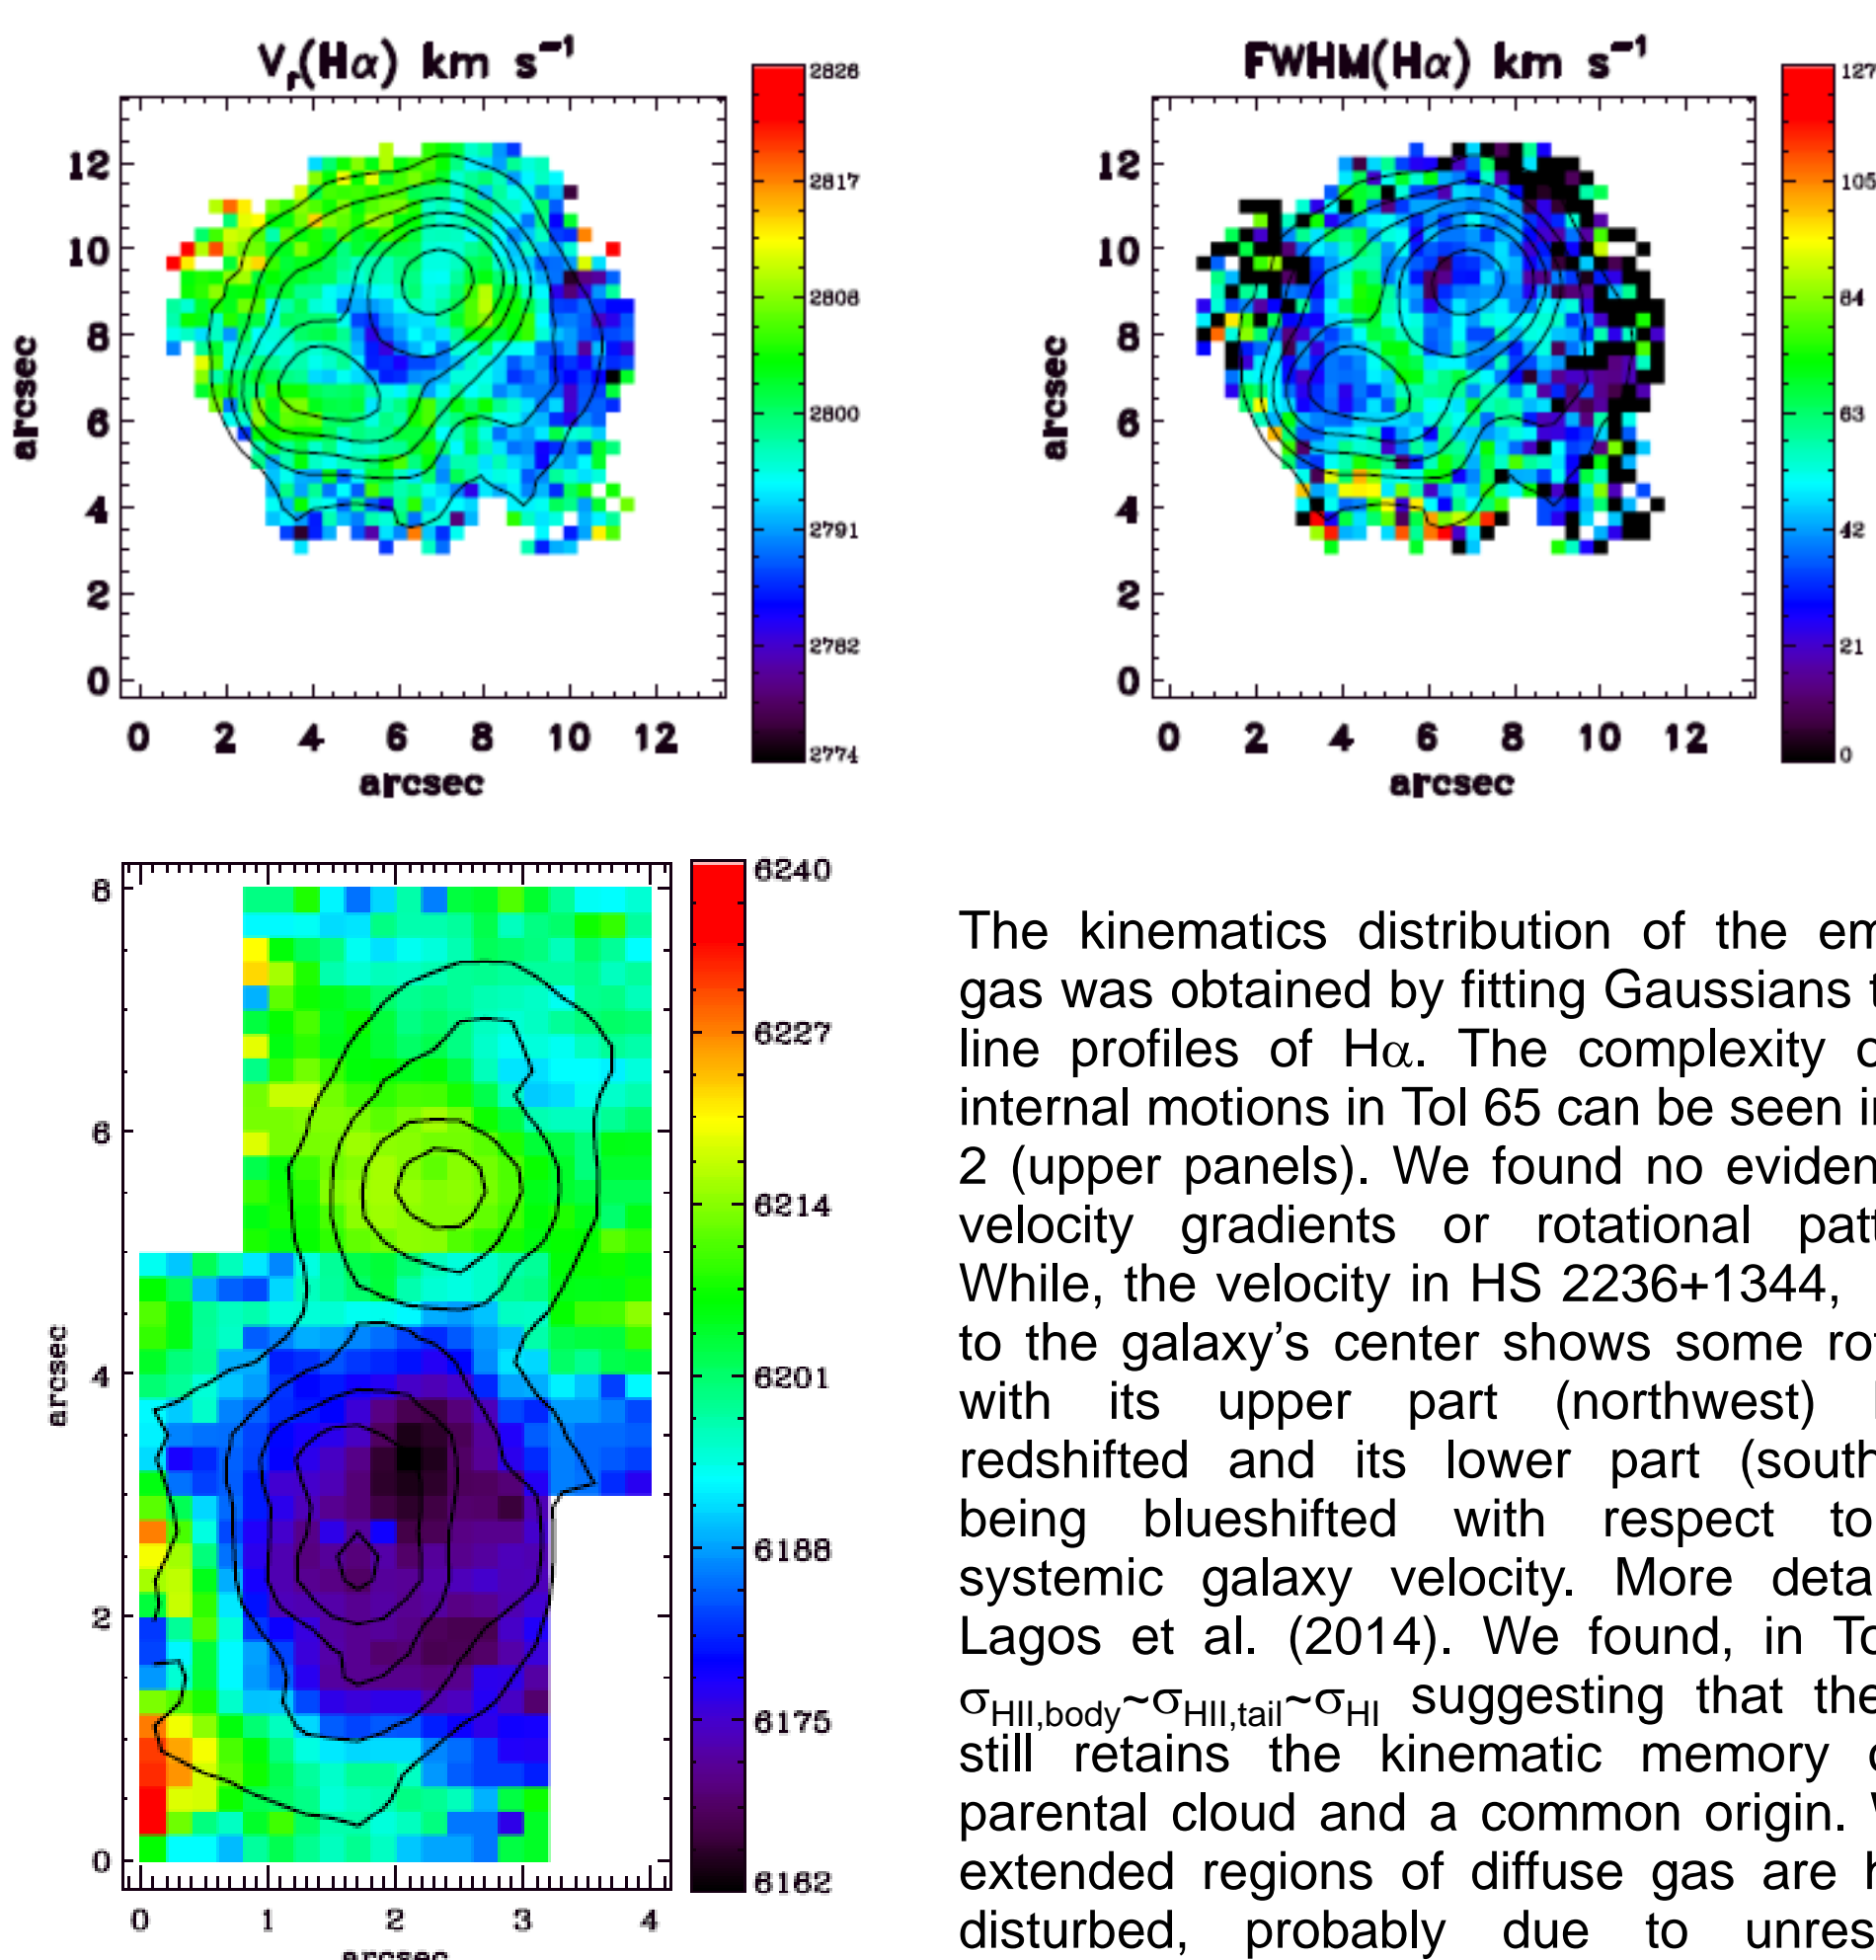 Vr(Hα) km s⁻¹
2828
2817
2808
2800
2791
2782
2774
12
10
8
6
4
2
0
arcsec
0 2 4 6 8 10 12
arcsec
FWHM(Hα) km s⁻¹
127
105
84
63
42
21
0
12
10
8
6
4
2
0
arcsec
0 2 4 6 8 10 12
arcsec
8
6
4
2
0
arcsec
0 1 2 3 4
arcsec
6240
6227
6214
6201
6188
6175
6162
The kinematics distribution of the em
gas was obtained by fitting Gaussians
line profiles of Hα. The complexity
internal motions in Tol 65 can be seen
2 (upper panels). We found no eviden
velocity gradients or rotational patt
While, the velocity in HS 2236+1344,
to the galaxy's center shows some ro
with its upper part (northwest)
redshifted and its lower part (south
being blueshifted with respect to
systemic galaxy velocity. More deta
Lagos et al. (2014). We found, in To
σHII,body~σHII,tail~σHI suggesting that the
still retains the kinematic memory
parental cloud and a common origin.
extended regions of diffuse gas are
disturbed, probably due to unres